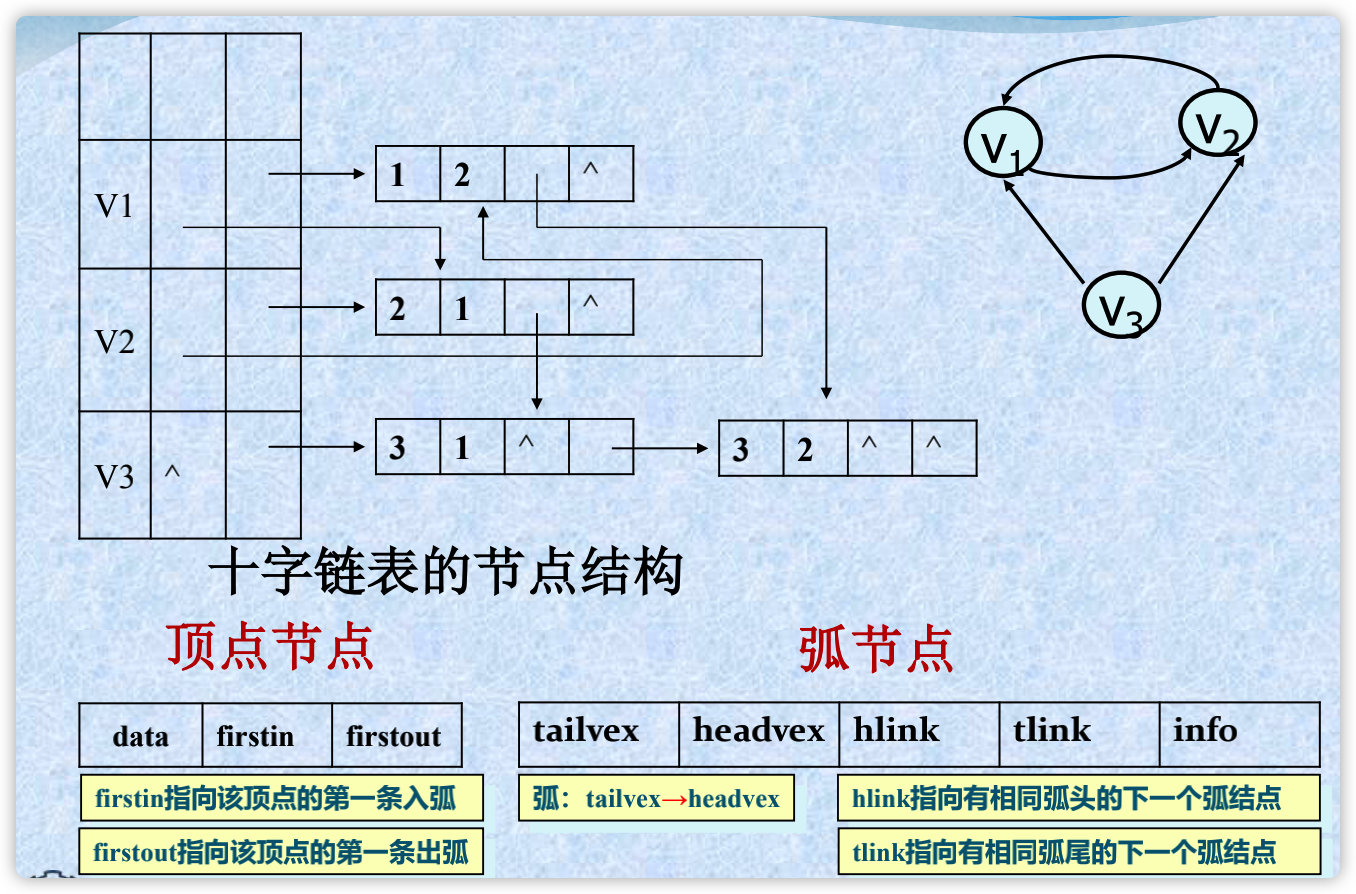 V1
1 2 ^
V1
V2
2 1 ^
V2
V3
3 1 ^
3 2 ^ ^
V3 ^
十字链表的节点结构
顶点节点
弧节点
data firstin firstout
tailvex headvex hlink tlink info
firstin指向该顶点的第一条入弧
弧：tailvex→headvex
hlink指向有相同弧头的下一个弧结点
firstout指向该顶点的第一条出弧
tlink指向有相同弧尾的下一个弧结点